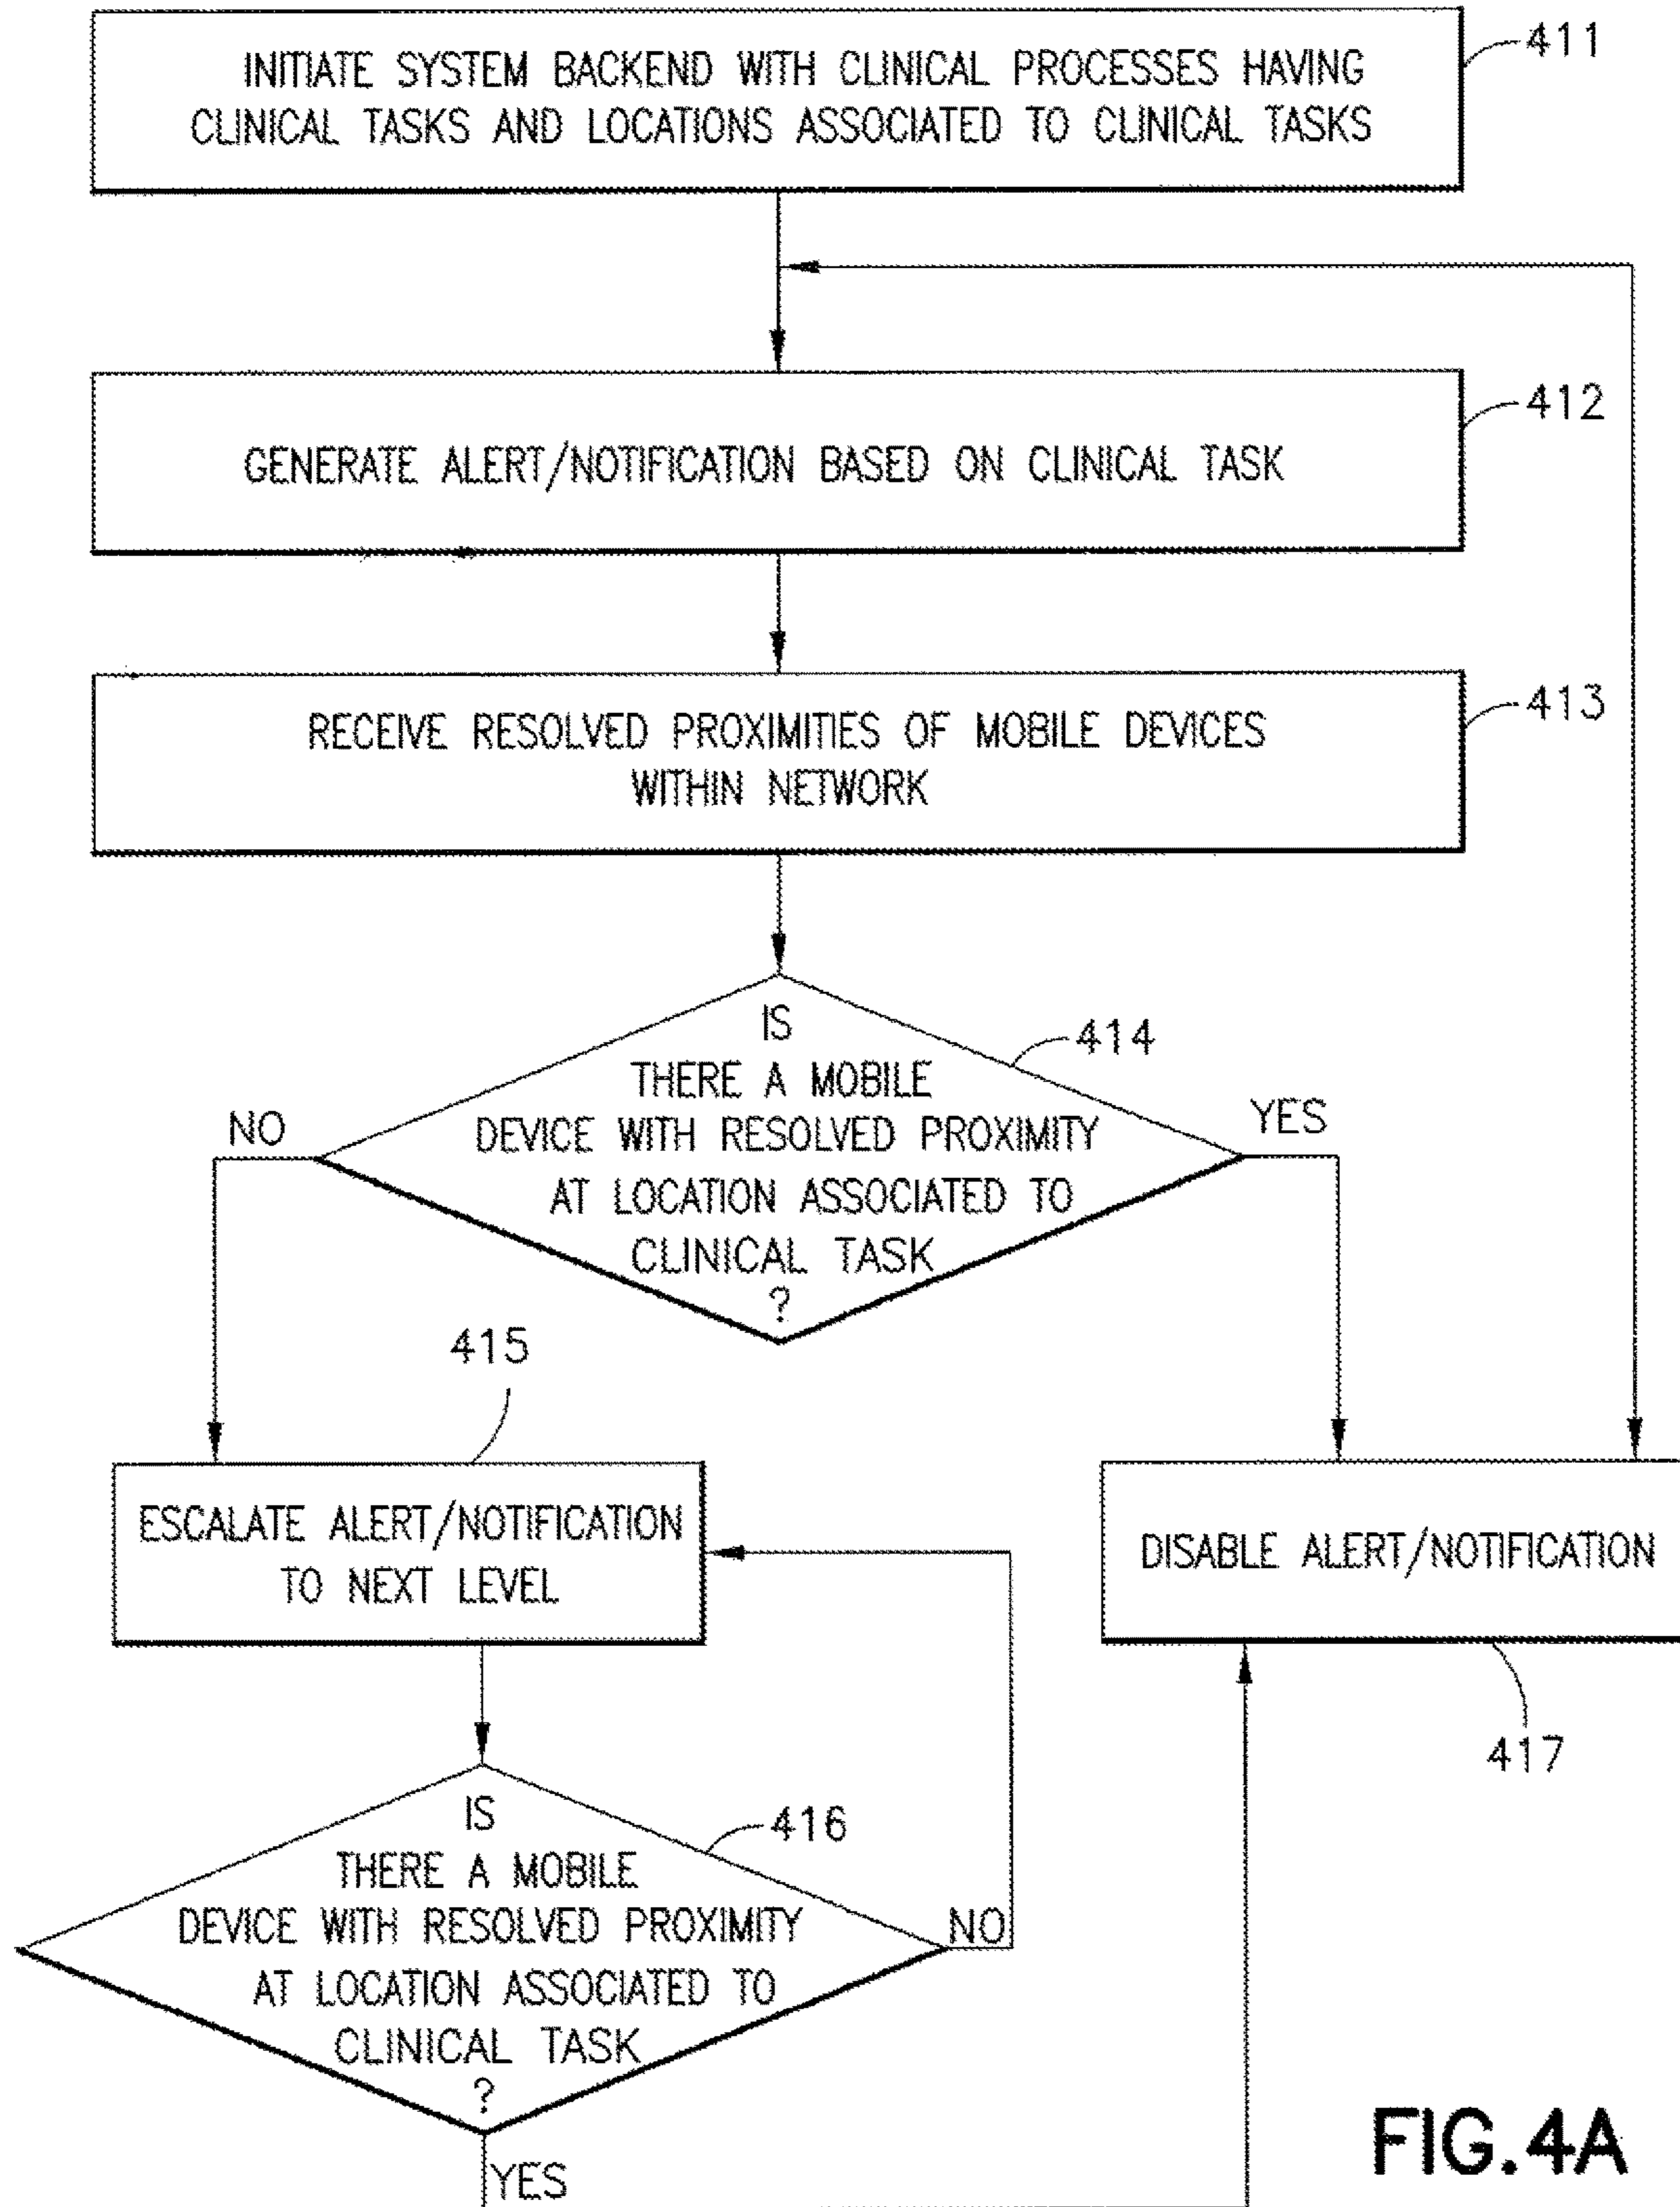 INITIATE SYSTEM BACKEND WITH CLINICAL PROCESSES HAVING
CLINICAL TASKS AND LOCATIONS ASSOCIATED TO CLINICAL TASKS
411
GENERATE ALERT/NOTIFICATION BASED ON CLINICAL TASK
412
RECEIVE RESOLVED PROXIMITIES OF MOBILE DEVICES
WITHIN NETWORK
413
IS
THERE A MOBILE
DEVICE WITH RESOLVED PROXIMITY
AT LOCATION ASSOCIATED TO
CLINICAL TASK
?
414
NO
YES
415
ESCALATE ALERT/NOTIFICATION
TO NEXT LEVEL
DISABLE ALERT/NOTIFICATION
417
IS
THERE A MOBILE
DEVICE WITH RESOLVED PROXIMITY
AT LOCATION ASSOCIATED TO
CLINICAL TASK
?
416
NO
YES
FIG.4A